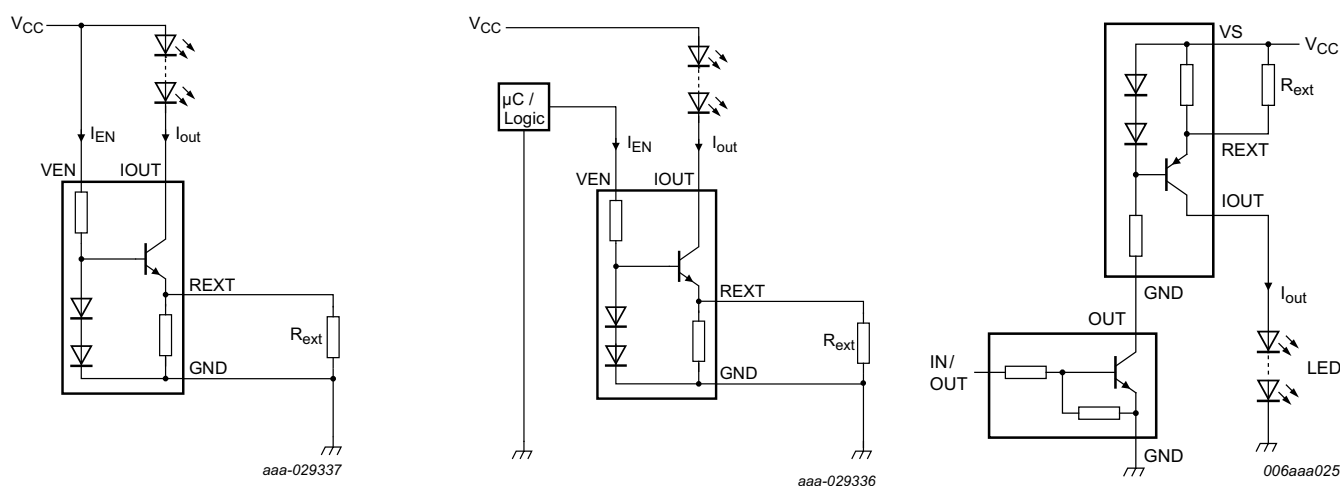 VCC
IEN
Iout
VEN
IOUT
REXT
Rext
GND
aaa-029337
VCC
µC /
Logic
IEN
Iout
VEN
IOUT
REXT
Rext
GND
aaa-029336
VS
VCC
Rext
REXT
IOUT
GND
Iout
OUT
IN/
OUT
LED
GND
006aaa025